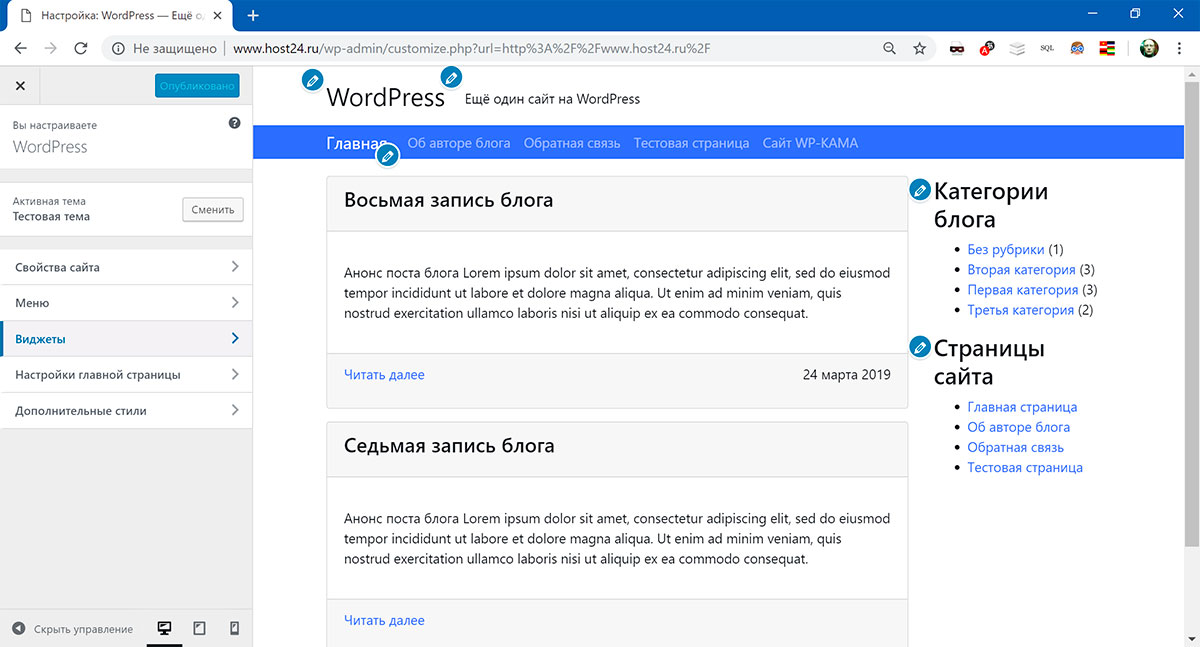 Настройка: WordPress — Ещё о
Не защищено
www.host24.ru/wp-admin/customize.php?url=http%3A%2F%2Fwww.host24.ru%2F
SQL
Опубликовано
Вы настраиваете
WordPress
Активная тема
Тестовая тема
Сменить
Свойства сайта
Меню
Виджеты
Настройки главной страницы
Дополнительные стили
Скрыть управление
WordPress
Ещё один сайт на WordPress
Главная Об авторе блога Обратная связь Тестовая страница Сайт WP-KAMA
Восьмая запись блога
Анонс поста блога Lorem ipsum dolor sit amet, consectetur adipiscing elit, sed do eiusmod
tempor incididunt ut labore et dolore magna aliqua. Ut enim ad minim veniam, quis
nostrud exercitation ullamco laboris nisi ut aliquip ex ea commodo consequat.
Читать далее 24 марта 2019
Седьмая запись блога
Анонс поста блога Lorem ipsum dolor sit amet, consectetur adipiscing elit, sed do eiusmod
tempor incididunt ut labore et dolore magna aliqua. Ut enim ad minim veniam, quis
nostrud exercitation ullamco laboris nisi ut aliquip ex ea commodo consequat.
Читать далее
Категории
блога
Без рубрики (1)
Вторая категория (3)
Первая категория (3)
Третья категория (2)
Страницы
сайта
Главная страница
Об авторе блога
Обратная связь
Тестовая страница